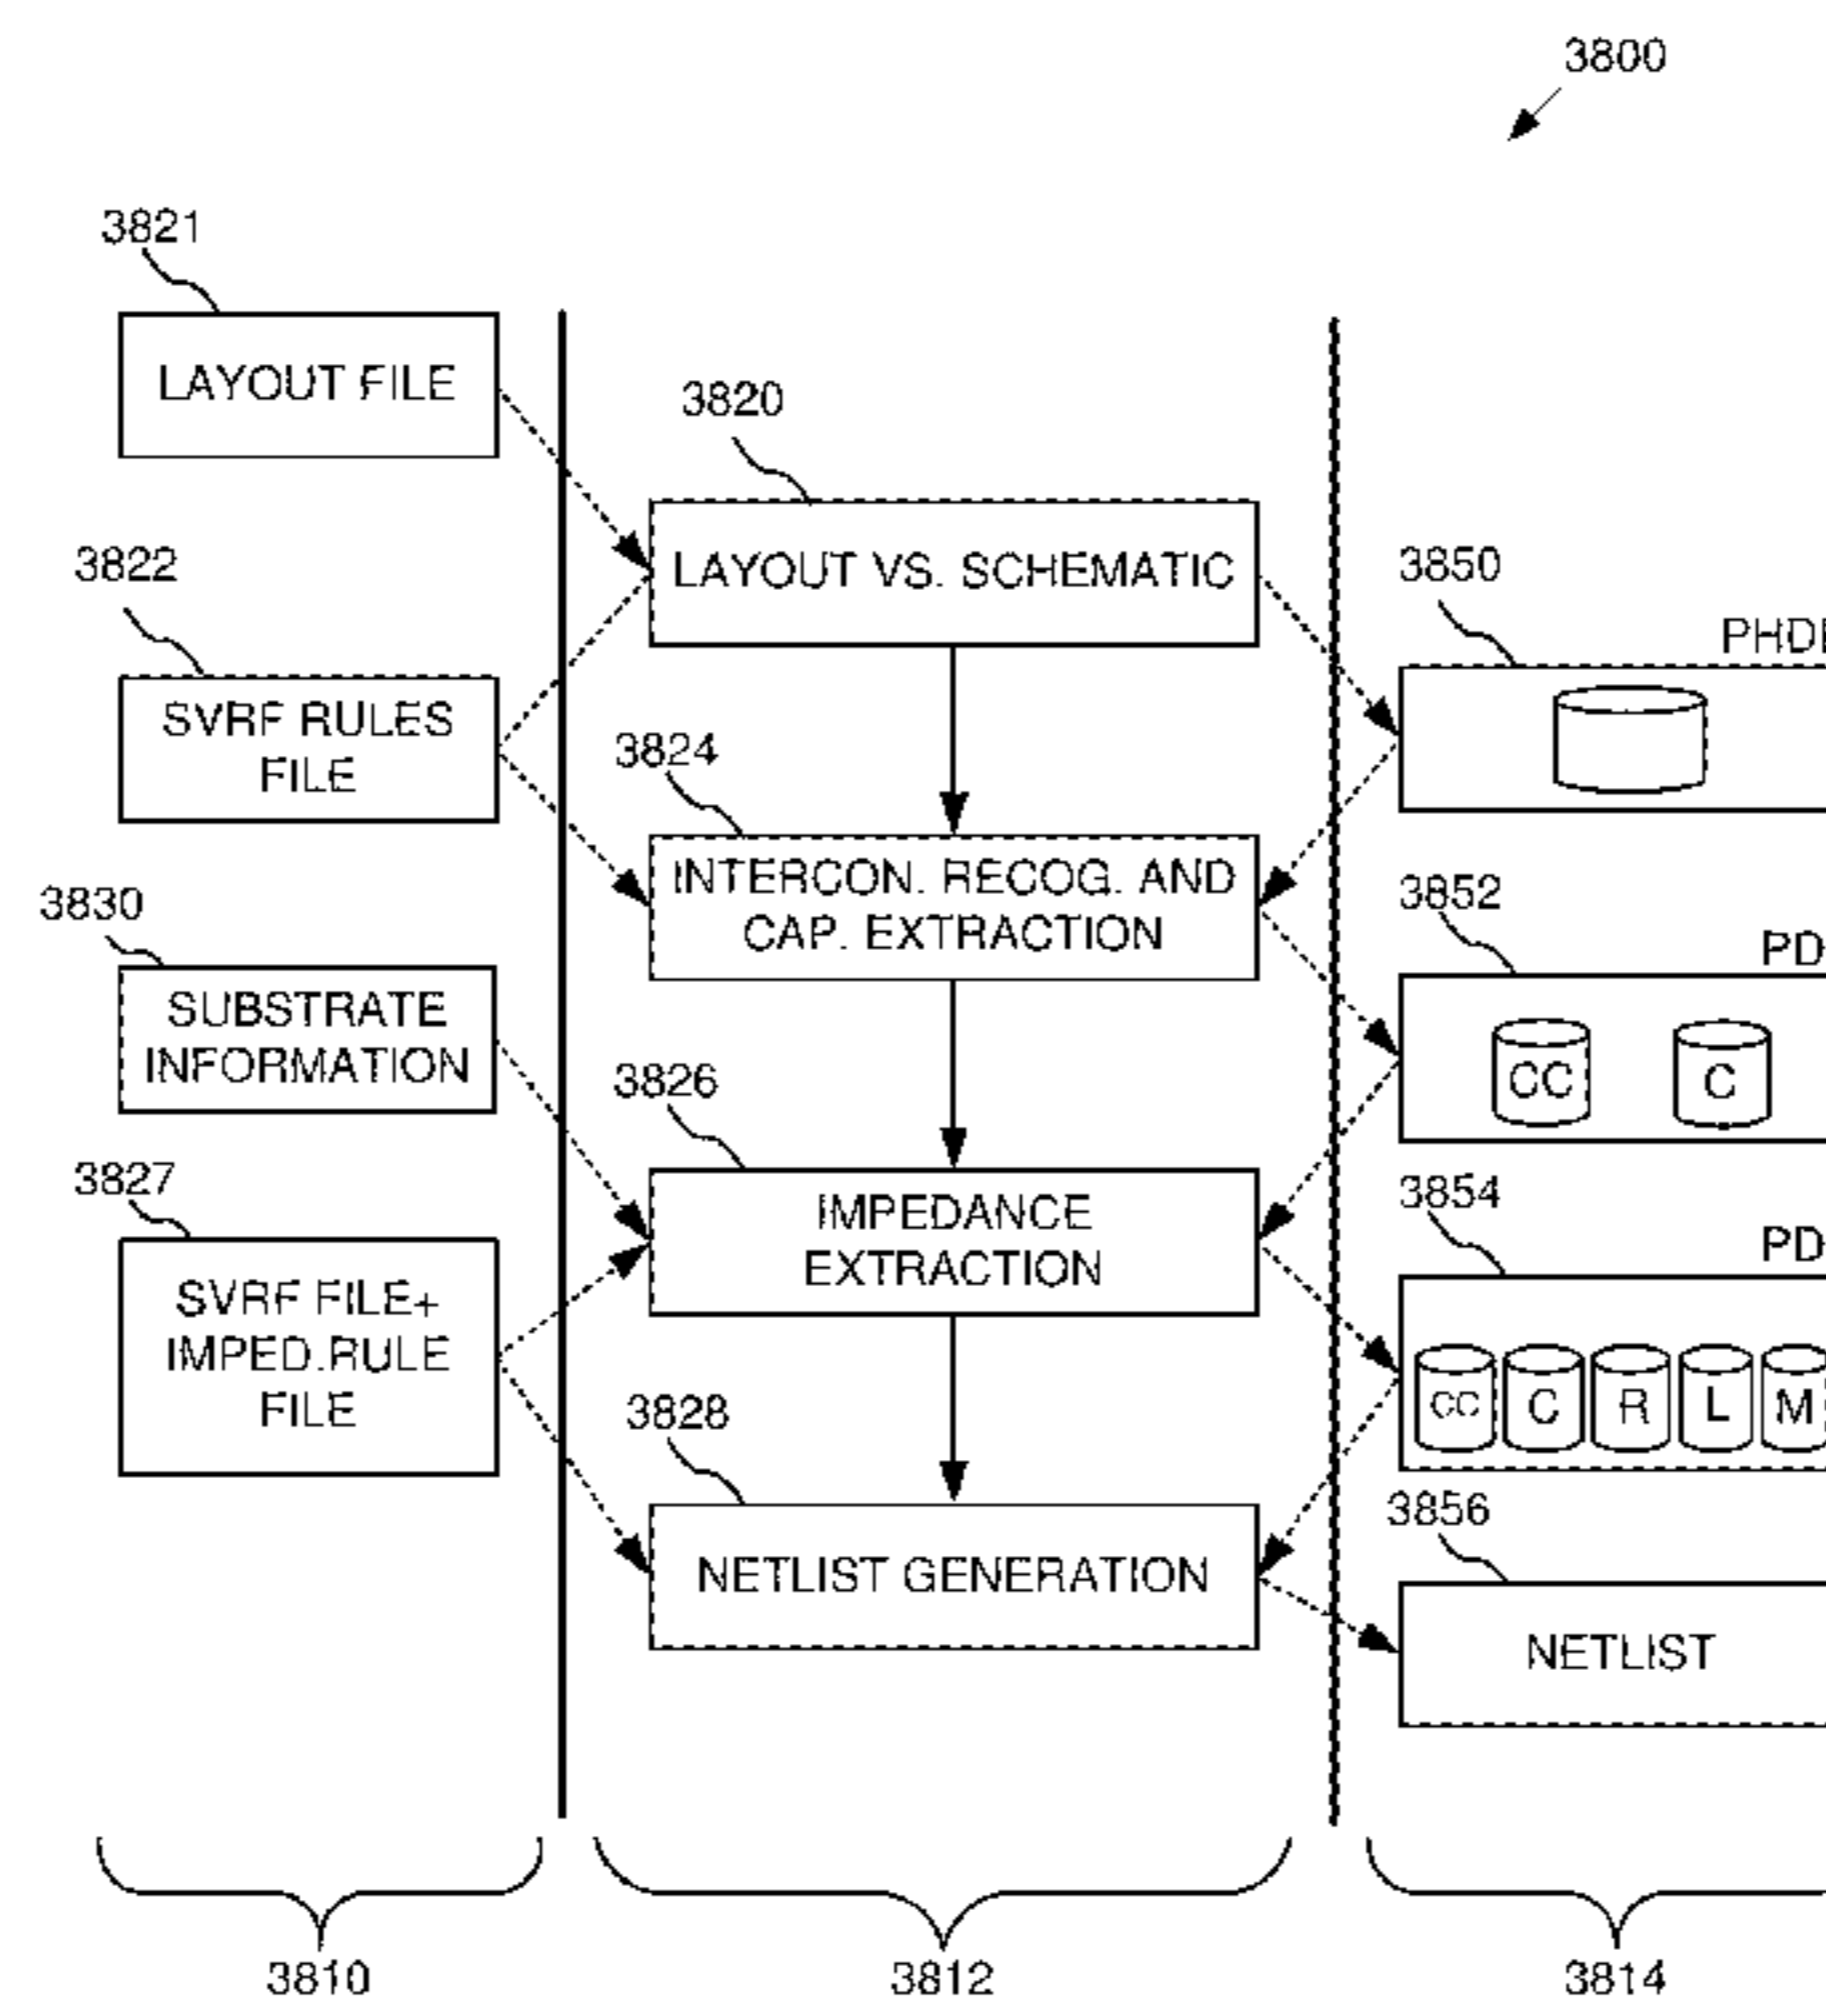 3800
3821
LAYOUT FILE
3820
LAYOUT VS. SCHEMATIC
3822
SVRF RULES
FILE
3850
3824
INTERCON. RECOG. AND
CAP. EXTRACTION
3830
SUBSTRATE
INFORMATION
3852
CC
C
3826
IMPEDANCE
EXTRACTION
3827
SVRF FILE+
IMPED.RULE
FILE
3854
CC
C
R
L
M
3828
NETLIST GENERATION
3856
NETLIST
3810
3812
3814